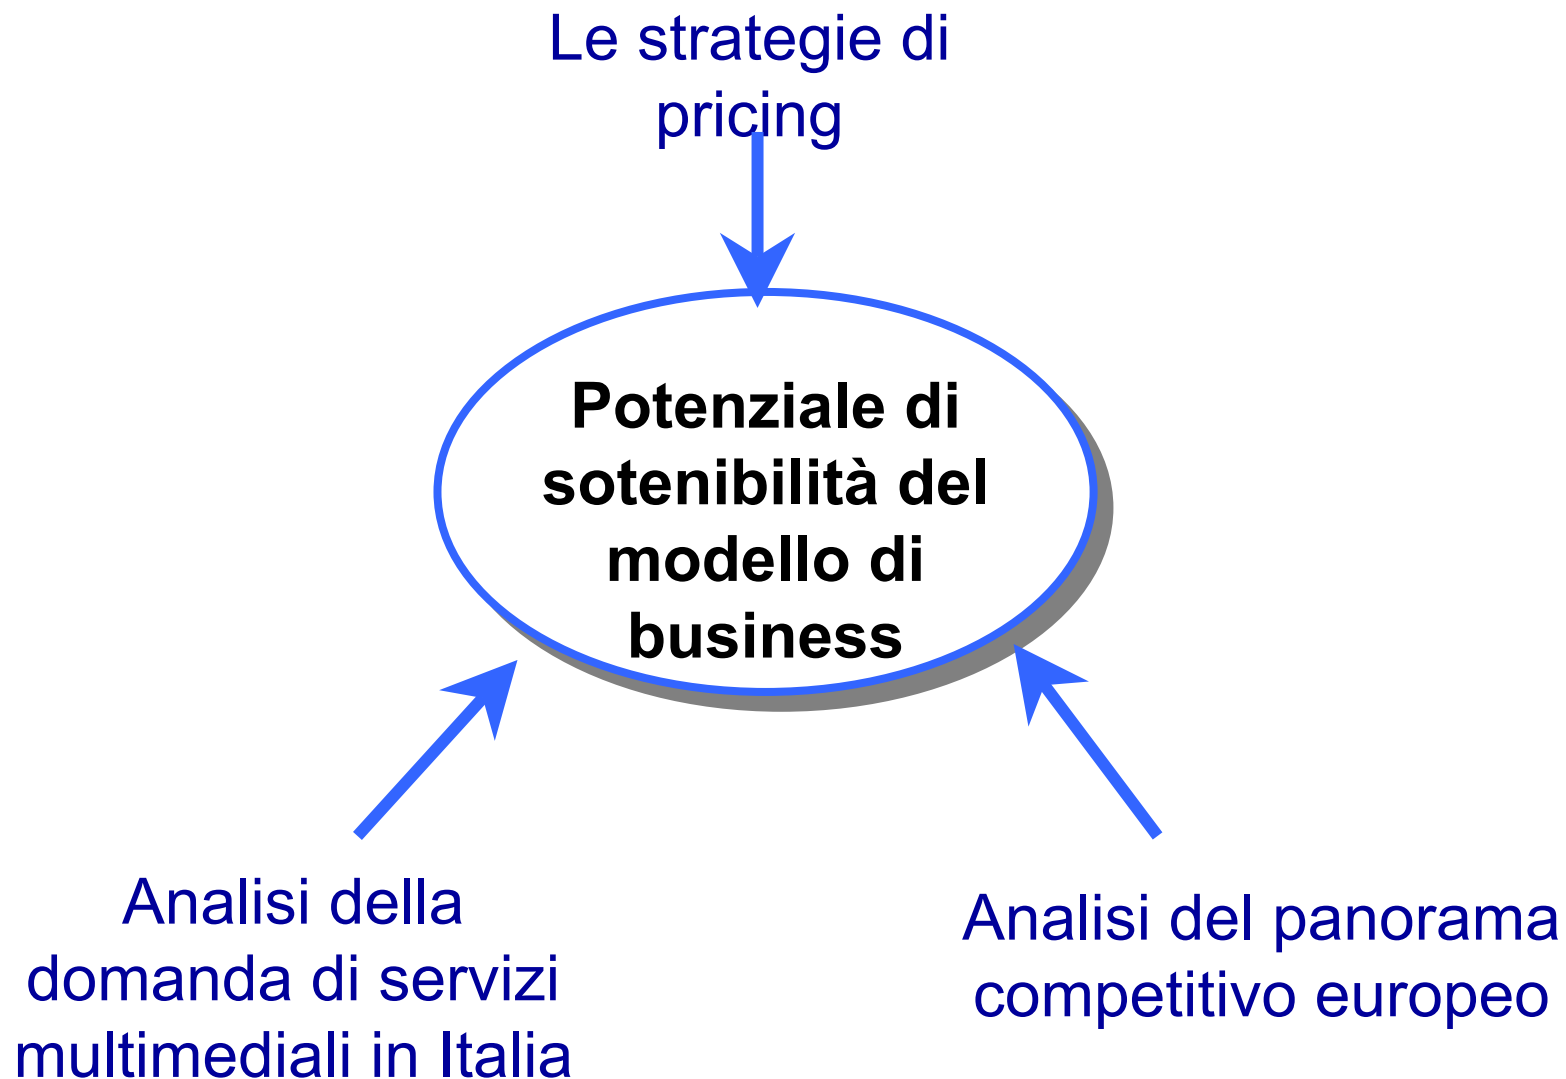 Le strategie di
pricing
Potenziale di
sotenibilità del
modello di
business
Analisi della
domanda di servizi
multimediali in Italia
Analisi del panorama
competitivo europeo